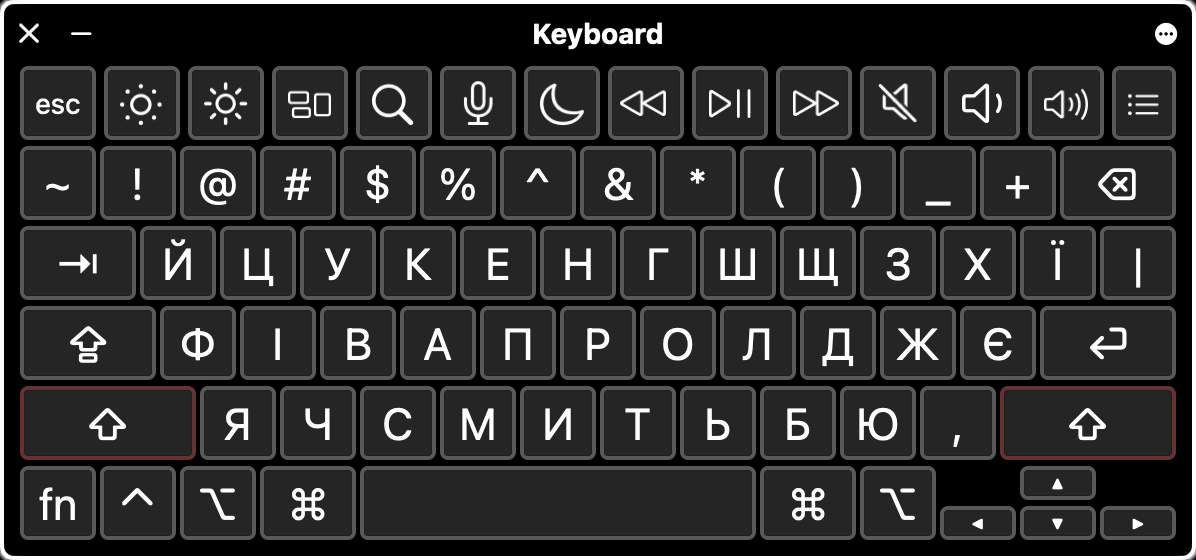 Keyboard
esc
~ ! @ # $ % ^ & * ( ) _ +
Й Ц У К Е Н Г Ш Щ З Х Ї |
Ф І В А П Р О Л Д Ж Є
Я Ч С М И Т Ь Б Ю ,
fn ^ ⌥ ⌘ ⌘ ⌥